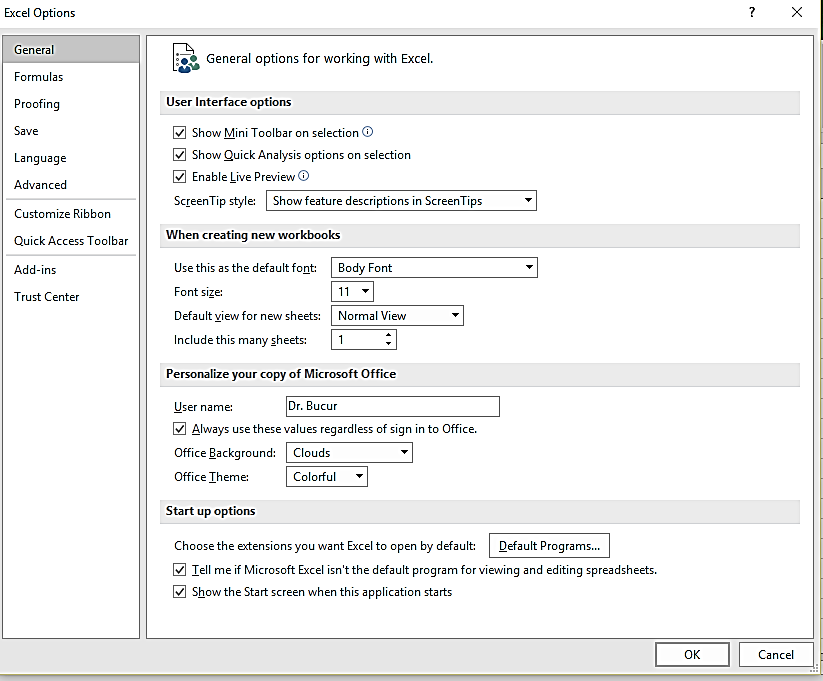 Excel Options
?
General
Formulas
Proofing
Save
Language
Advanced
Customize Ribbon
Quick Access Toolbar
Add-ins
Trust Center
General options for working with Excel.
User Interface options
Show Mini Toolbar on selection
Show Quick Analysis options on selection
Enable Live Preview
ScreenTip style: Show feature descriptions in ScreenTips
When creating new workbooks
Use this as the default font: Body Font
Font size: 11
Default view for new sheets: Normal View
Include this many sheets: 1
Personalize your copy of Microsoft Office
User name: Dr. Bucur
Always use these values regardless of sign in to Office.
Office Background: Clouds
Office Theme: Colorful
Start up options
Choose the extensions you want Excel to open by default: Default Programs...
Tell me if Microsoft Excel isn't the default program for viewing and editing spreadsheets.
Show the Start screen when this application starts
OK Cancel